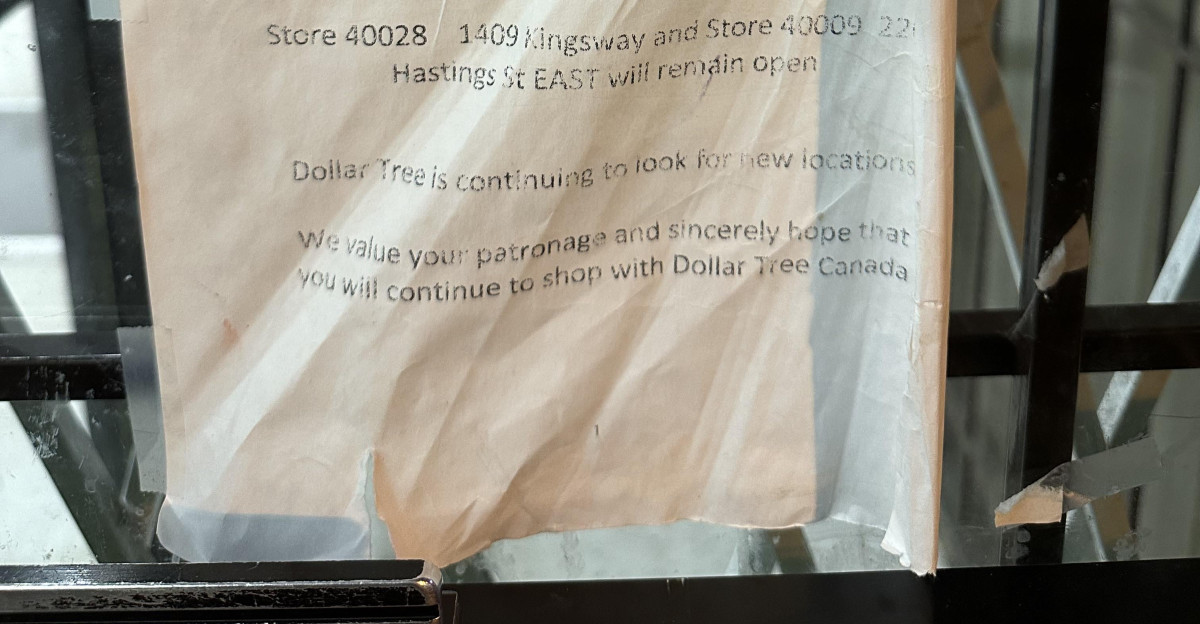 Store 40028 1409 Kingsway and Store 40009
Hastings St EAST will remain open
Dollar Tree is continuing to look for new locations
We value your patronage and sincerely hope that
you will continue to shop with Dollar Tree Canada